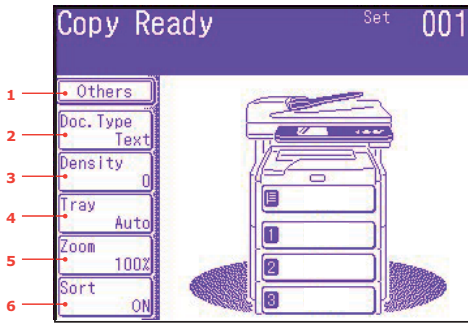 Copy Ready
Set 001
1 Others
2 Doc.Type
Text
3 Density
0
4 Tray
Auto
5 Zoom
100%
6 Sort
ON
1
2
3